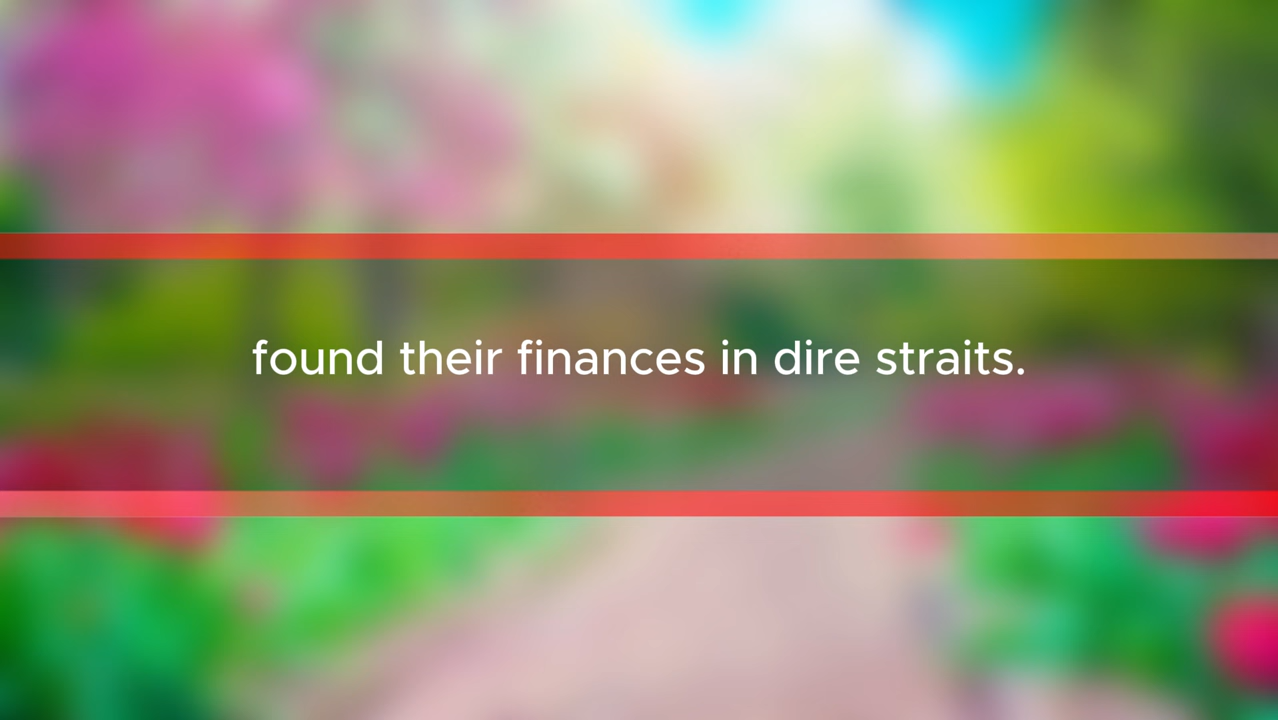 found their finances in dire straits.